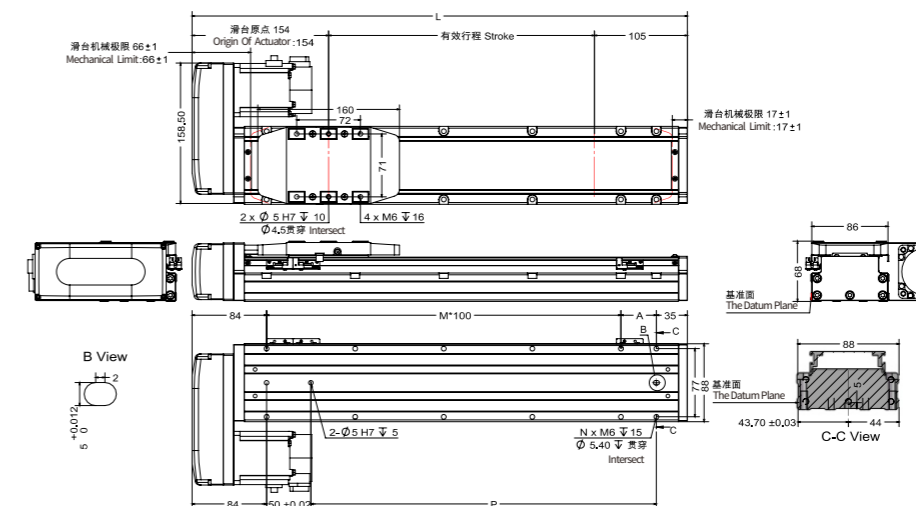 L
滑台原点 154
Origin Of Actuator :154
有效行程 Stroke
105
滑台机械极限 66±1
Mechanical Limit :66±1
160
72
滑台机械极限 17±1
Mechanical Limit :17±1
158.50
71
2 x Ø 5 H7 ↧ 10
Ø 4.5贯穿 Intersect
4 x M6 ↧ 16
86
68
基准面
The Datum Plane
84
M*100
A
35
C
B
B View
2
+0.012
5 0
77
88
2-Ø5 H7 ↧ 5
N x M6 ↧ 15
Ø 5.40 ↧ 贯穿
Intersect
C
88
基准面
The Datum Plane
5
43.70 ±0.03
44
C-C View
84
50 ±0.02
P